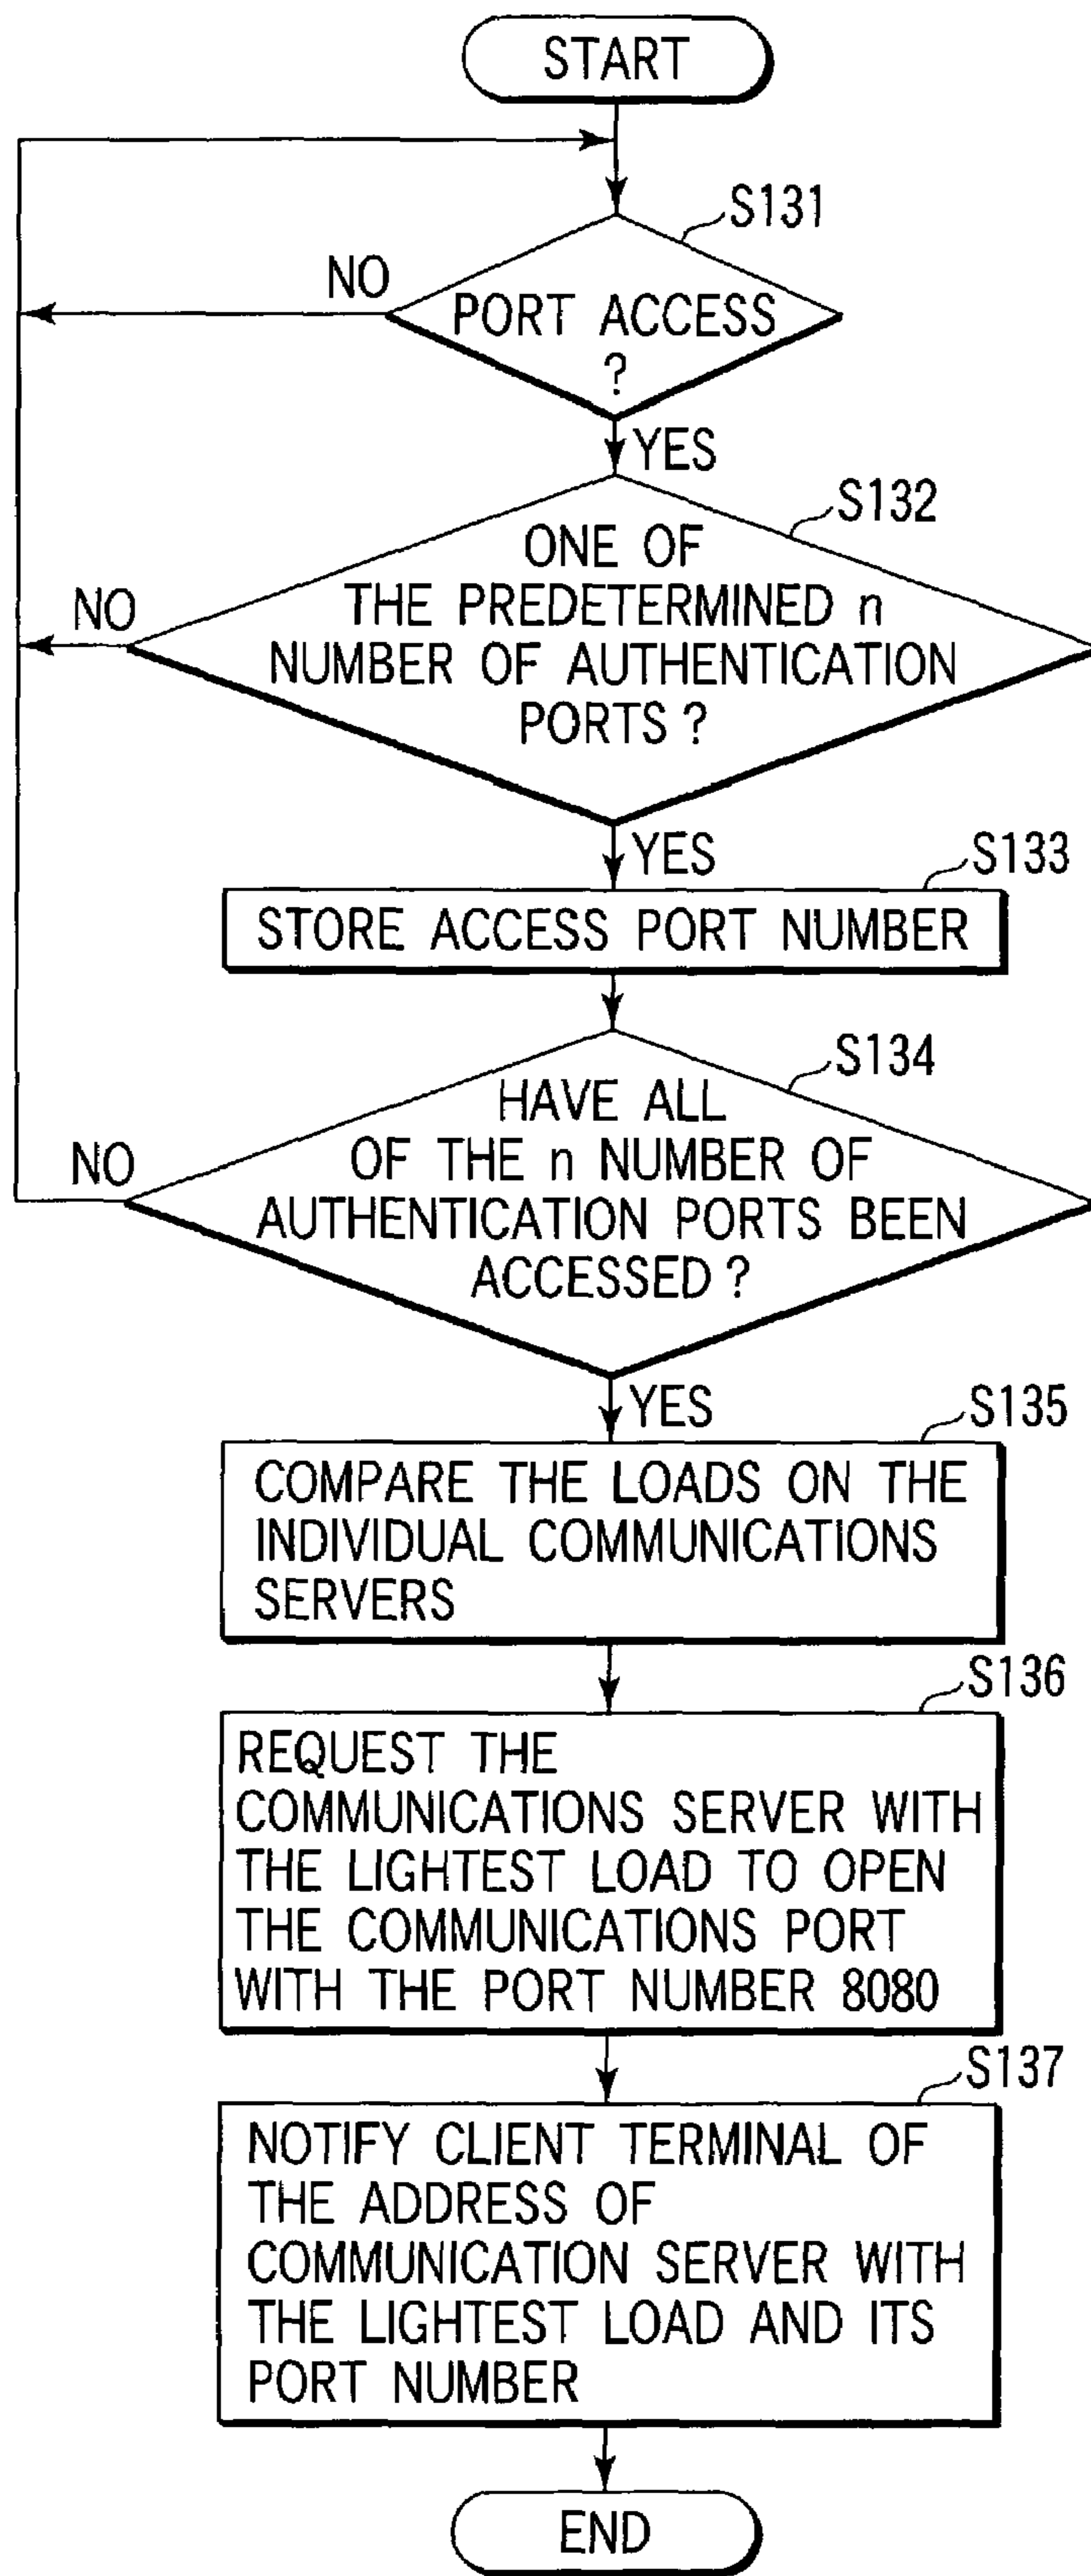 START
S131
NO
PORT ACCESS
?
YES
S132
ONE OF
THE PREDETERMINED n
NO
NUMBER OF AUTHENTICATION
PORTS ?
YES
S133
STORE ACCESS PORT NUMBER
S134
HAVE ALL
OF THE n NUMBER OF
NO
AUTHENTICATION PORTS BEEN
ACCESSED ?
YES
S135
COMPARE THE LOADS ON THE
INDIVIDUAL COMMUNICATIONS
SERVERS
S136
REQUEST THE
COMMUNICATIONS SERVER WITH
THE LIGHTEST LOAD TO OPEN
THE COMMUNICATIONS PORT
WITH THE PORT NUMBER 8080
S137
NOTIFY CLIENT TERMINAL OF
THE ADDRESS OF
COMMUNICATION SERVER WITH
THE LIGHTEST LOAD AND ITS
PORT NUMBER
END